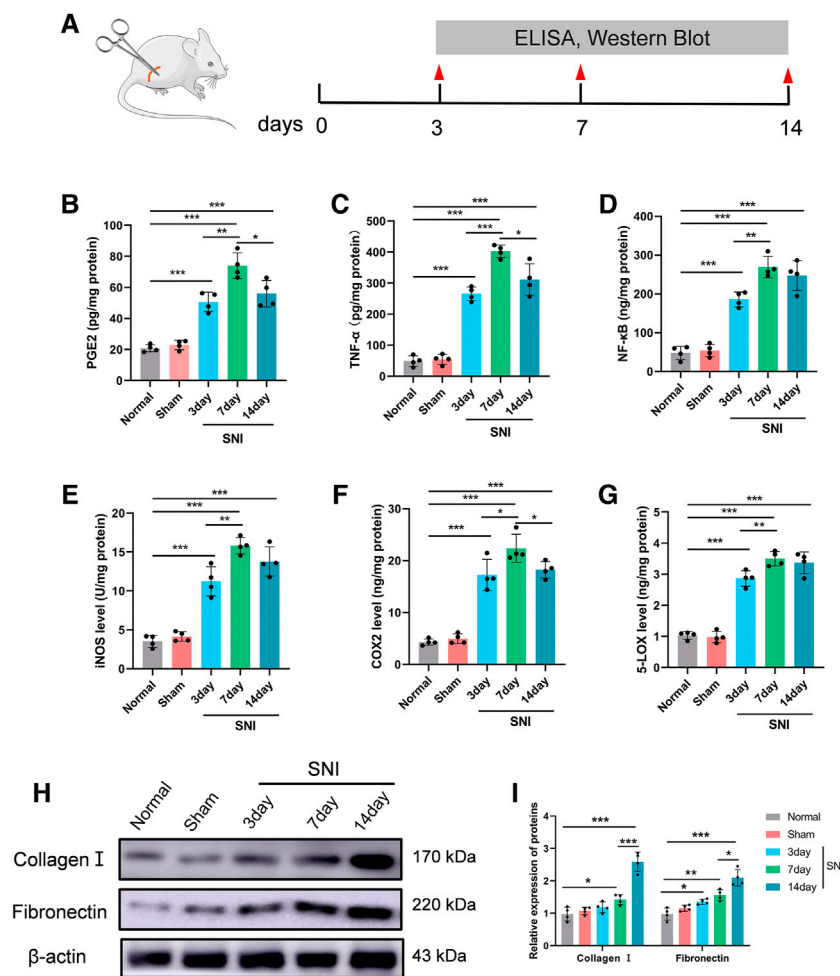 A
ELISA, Western Blot
days 0 3 7 14
B
PGE2 (pg/mg protein)
100
80
60
40
20
0
***
***
**
*
***
Normal
Sham
3day
7day
14day
SNI
C
TNF-α (pg/mg protein)
500
400
300
200
100
0
***
***
***
*
***
Normal
Sham
3day
7day
14day
SNI
D
NF-κB (ng/mg protein)
400
300
200
100
0
***
***
**
***
Normal
Sham
3day
7day
14day
SNI
E
iNOS level (U/mg protein)
20
15
10
5
0
***
***
**
***
Normal
Sham
3day
7day
14day
SNI
F
COX2 level (ng/mg protein)
30
20
10
0
***
***
*
*
***
Normal
Sham
3day
7day
14day
SNI
G
5-LOX level (ng/mg protein)
5
4
3
2
1
0
***
***
**
***
Normal
Sham
3day
7day
14day
SNI
H
SNI
Normal
Sham
3day
7day
14day
Collagen I 170 kDa
Fibronectin 220 kDa
β-actin 43 kDa
I
Relative expression of proteins
4
3
2
1
0
***
***
*
***
*
**
*
Collagen I
Fibronectin
Normal
Sham
3day
7day
14day
SN